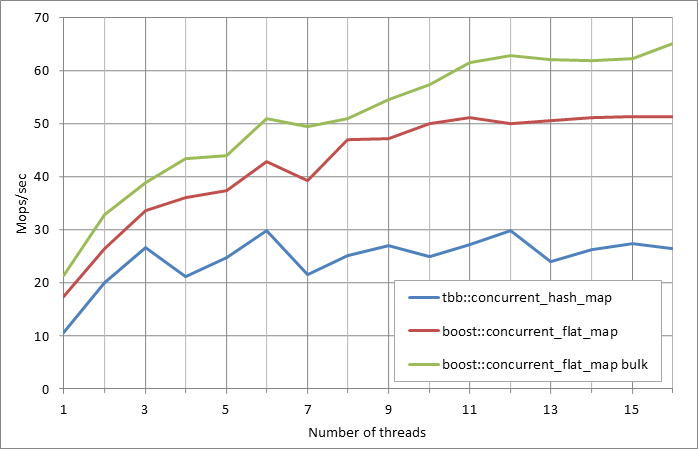 70
60
50
40
30
20
10
0
Mops/sec
tbb::concurrent_hash_map
boost::concurrent_flat_map
boost::concurrent_flat_map bulk
1 3 5 7 9 11 13 15
Number of threads